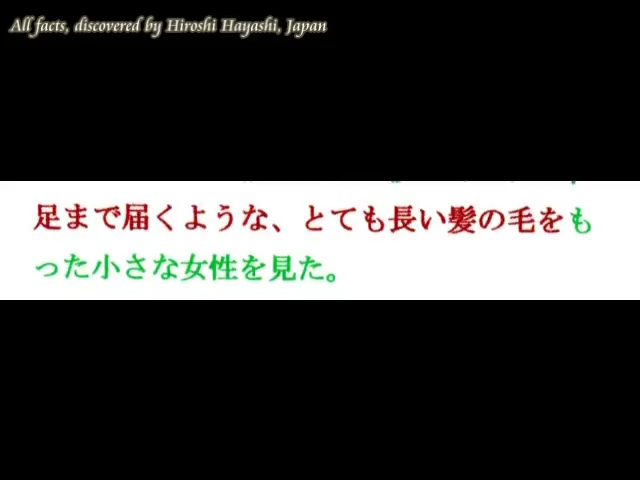 All facts, discovered by Hiroshi Hayashi, Japan
足まで届くような、とても長い髪の毛をも
った小さな女性を見た。